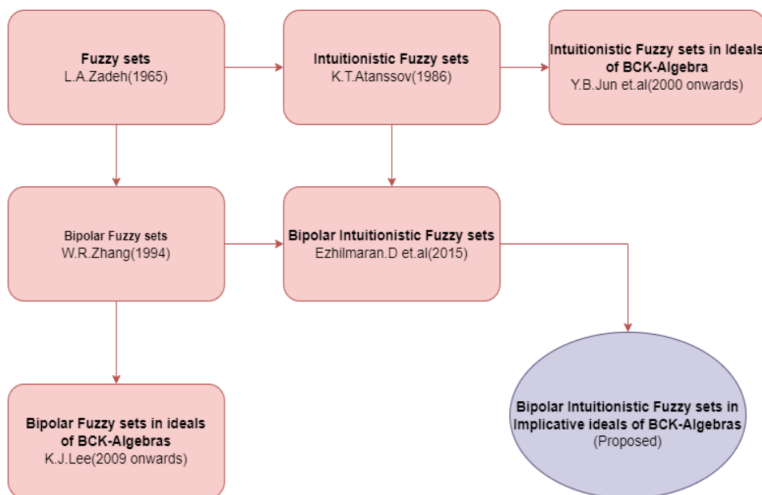 Fuzzy sets
L.A.Zadeh(1965)
Intuitionistic Fuzzy sets
K.T.Atanssov(1986)
Intuitionistic Fuzzy sets in Ideals
of BCK-Algebra
Y.B.Jun et.al(2000 onwards)
Bipolar Fuzzy sets
W.R.Zhang(1994)
Bipolar Intuitionistic Fuzzy sets
Ezhilmaran.D et.al(2015)
Bipolar Fuzzy sets in ideals
of BCK-Algebras
K.J.Lee(2009 onwards)
Bipolar Intuitionistic Fuzzy sets in
Implicative ideals of BCK-Algebras
(Proposed)